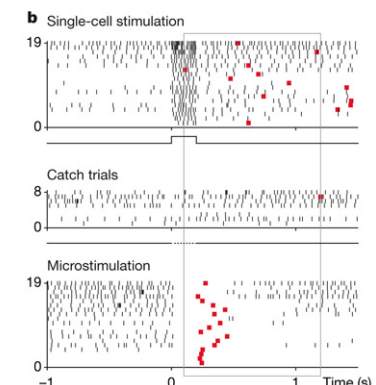 b Single-cell stimulation
19
0
Catch trials
8
0
Microstimulation
19
0
–1 0 1 Time (s)